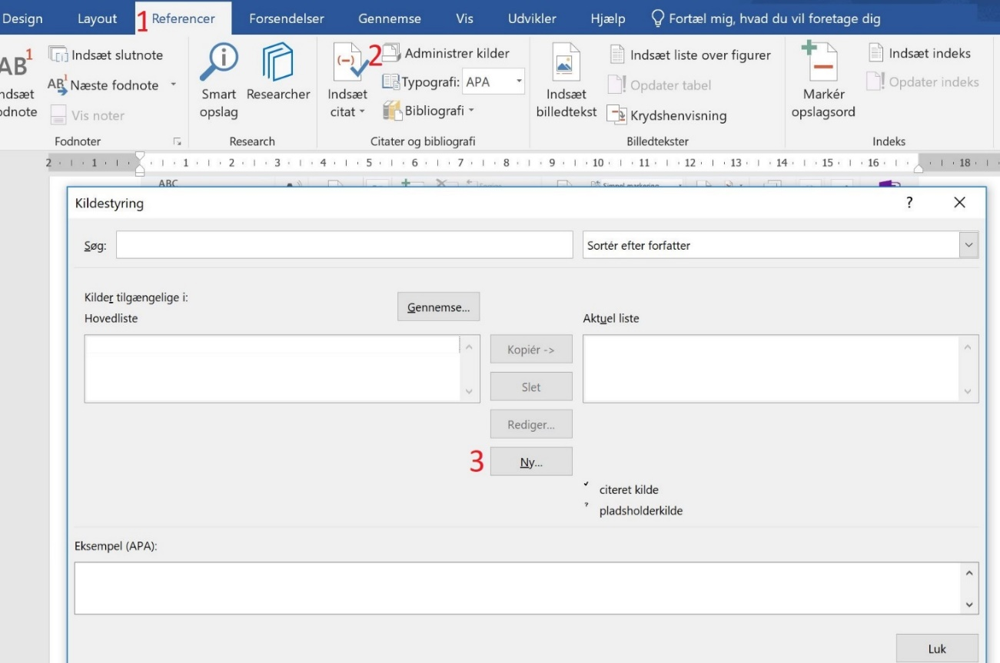 Design Layout 1 Referencer Forsendelser Gennemse Vis Udvikler Hjælp Fortæl mig, hvad du vil foretage dig
AB1 [i] Indsæt slutnote
AB1 Næste fodnote
Vis noter
Fodnoter
Smart opslag
Researcher
Research
(-) Indsæt citat
2 Administrer kilder
Typografi: APA
Bibliografi
Citater og bibliografi
Indsæt billedtekst
Indsæt liste over figurer
Opdater tabel
Krydshenvisning
Billedtekster
Markér opslagsord
Indsæt indeks
Opdater indeks
Indeks
2 1 1 2 3 4 5 6 7 8 9 10 11 12 13 14 15 16 18
ABC Simpel markering
Kildestyring ?
Søg: Sortér efter forfatter
Kilder tilgængelige i:
Gennemse...
Hovedliste
Aktuel liste
Kopiér ->
Slet
Rediger...
3 Ny...
citeret kilde
? pladsholderkilde
Eksempel (APA):
Luk